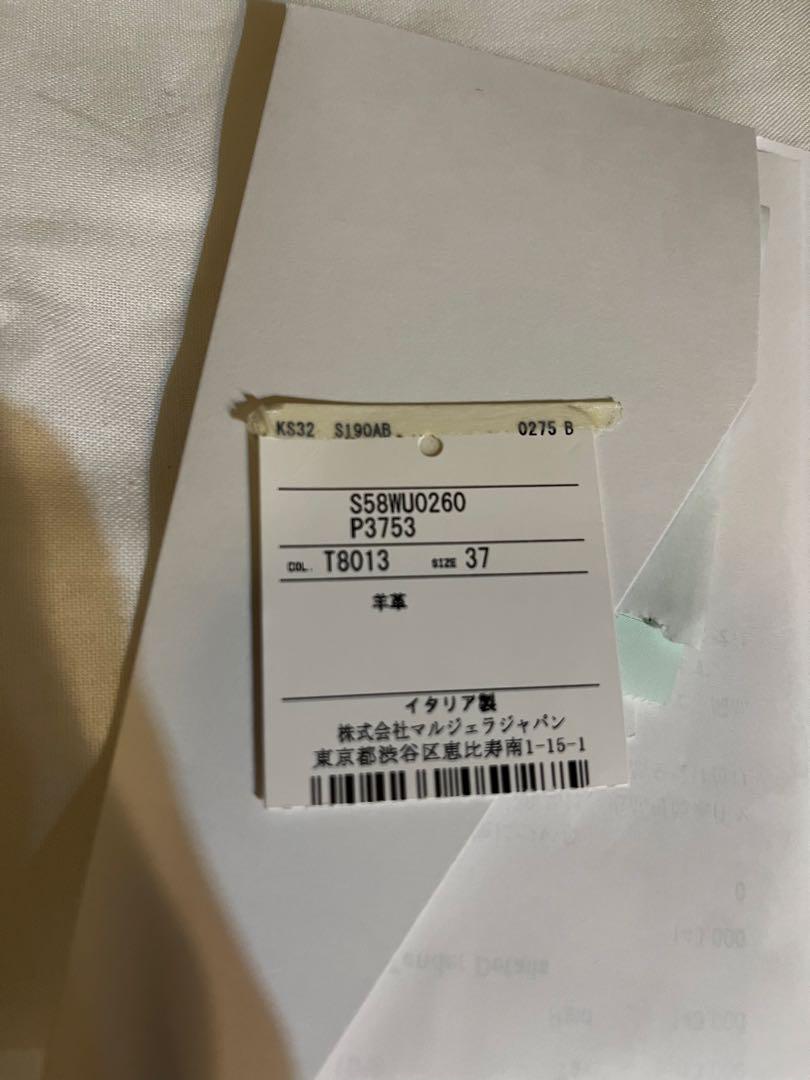 KS32 S190AB 0275 B
S58WU0260
P3753
COL. T8013 SIZE 37
羊革
イタリア製
株式会社マルジェラジャパン
東京都渋谷区恵比寿南1-15-1